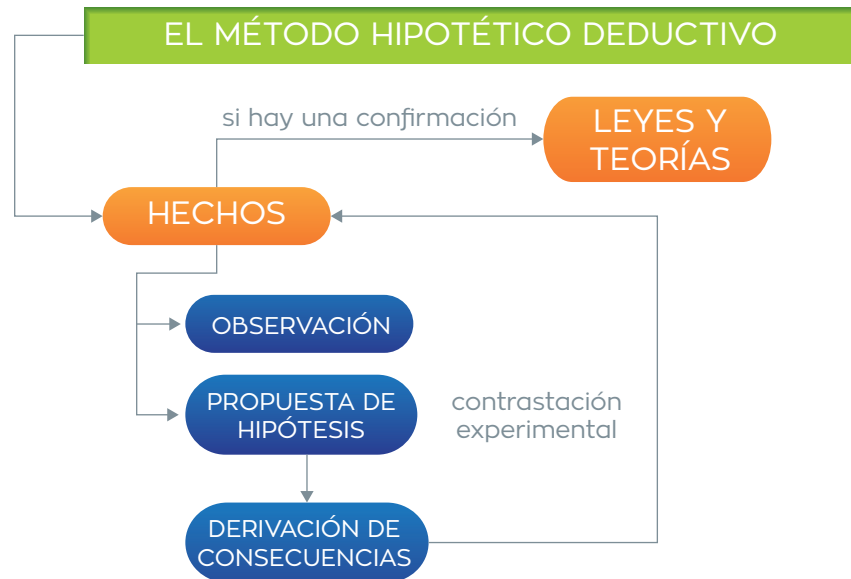 EL MÉTODO HIPOTÉTICO DEDUCTIVO
si hay una confirmación
LEYES Y
TEORÍAS
HECHOS
OBSERVACIÓN
PROPUESTA DE
HIPÓTESIS
contrastación
experimental
DERIVACIÓN DE
CONSECUENCIAS